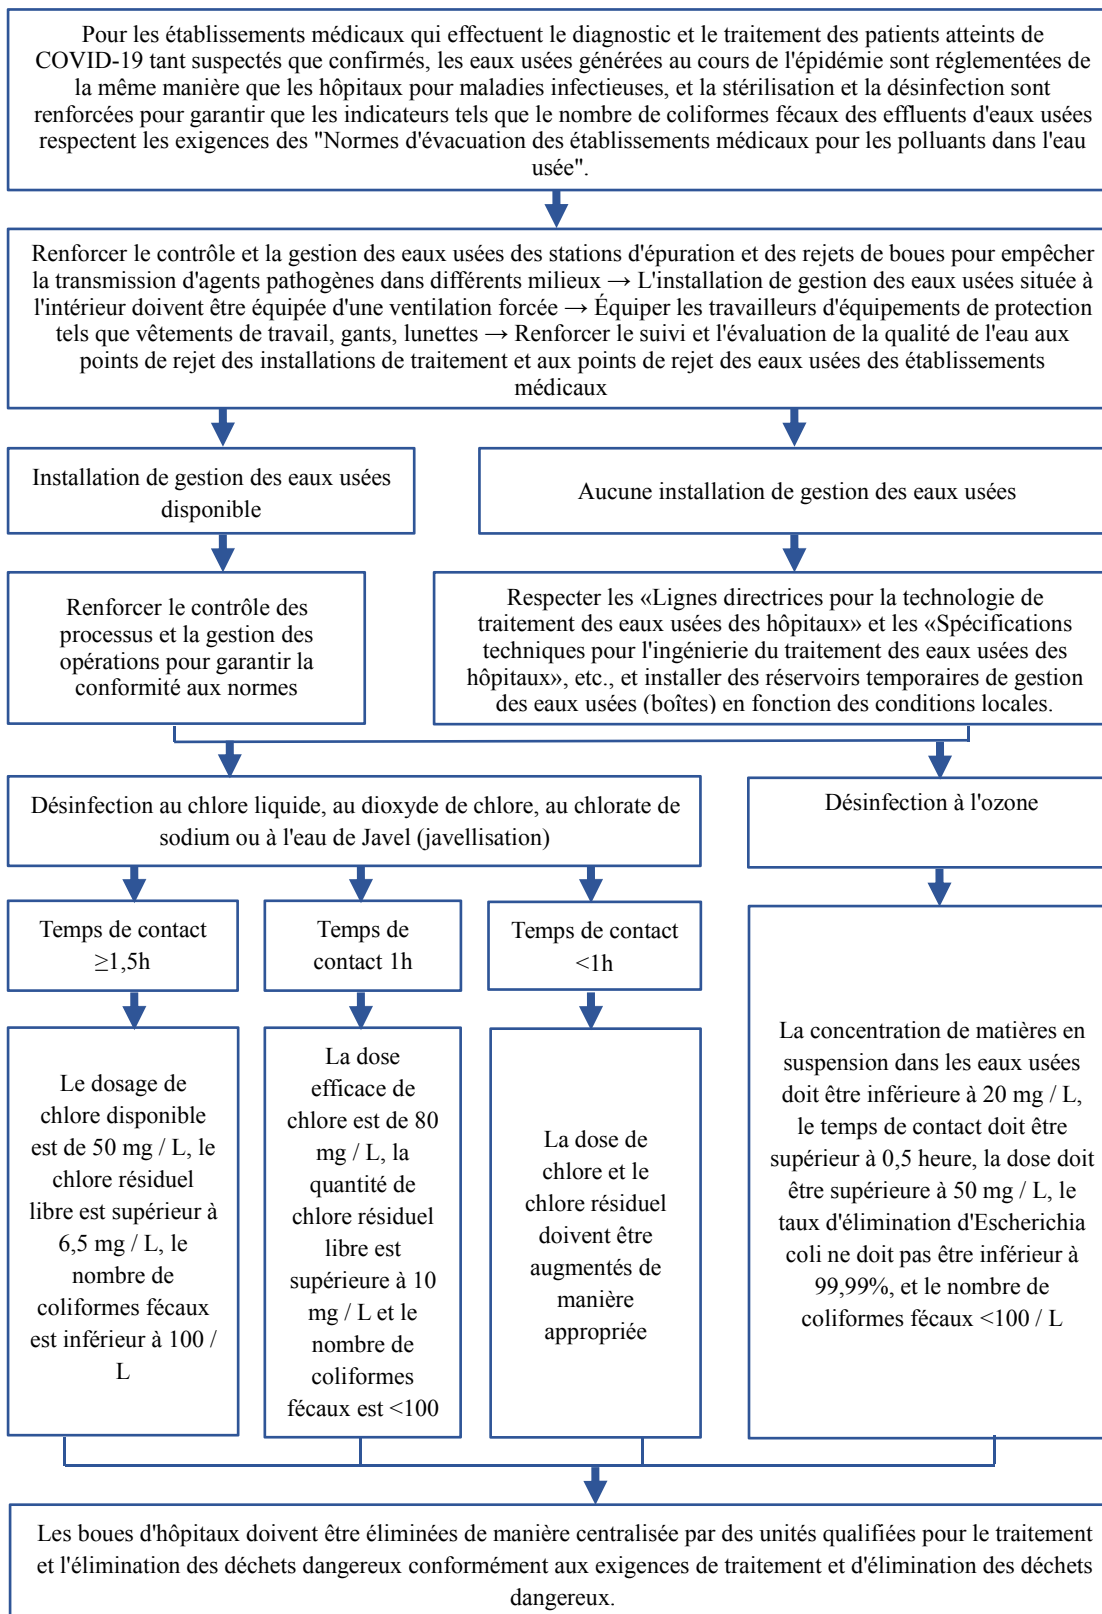 Pour les établissements médicaux qui effectuent le diagnostic et le traitement des patients atteints de
COVID-19 tant suspectés que confirmés, les eaux usées générées au cours de l'épidémie sont réglementées de
la même manière que les hôpitaux pour maladies infectieuses, et la stérilisation et la désinfection sont
renforcées pour garantir que les indicateurs tels que le nombre de coliformes fécaux des effluents d'eaux usées
respectent les exigences des "Normes d'évacuation des établissements médicaux pour les polluants dans l'eau
usée".
Renforcer le contrôle et la gestion des eaux usées des stations d'épuration et des rejets de boues pour empêcher
la transmission d'agents pathogènes dans différents milieux → L'installation de gestion des eaux usées située à
l'intérieur doivent être équipée d'une ventilation forcée → Équiper les travailleurs d'équipements de protection
tels que vêtements de travail, gants, lunettes → Renforcer le suivi et l'évaluation de la qualité de l'eau aux
points de rejet des installations de traitement et aux points de rejet des eaux usées des établissements
médicaux
Installation de gestion des eaux usées
disponible
Aucune installation de gestion des eaux usées
Renforcer le contrôle des
processus et la gestion des
opérations pour garantir la
conformité aux normes
Respecter les «Lignes directrices pour la technologie de
traitement des eaux usées des hôpitaux» et les «Spécifications
techniques pour l'ingénierie du traitement des eaux usées des
hôpitaux», etc., et installer des réservoirs temporaires de gestion
des eaux usées (boîtes) en fonction des conditions locales.
Désinfection au chlore liquide, au dioxyde de chlore, au chlorate de
sodium ou à l'eau de Javel (javellisation)
Désinfection à l'ozone
Temps de contact
≥1,5h
Temps de
contact 1h
Temps de contact
<1h
Le dosage de
chlore disponible
est de 50 mg / L, le
chlore résiduel
libre est supérieur à
6,5 mg / L, le
nombre de
coliformes fécaux
est inférieur à 100 /
L
La dose
efficace de
chlore est de 80
mg / L, la
quantité de
chlore résiduel
libre est
supérieure à 10
mg / L et le
nombre de
coliformes
fécaux est <100
La dose de
chlore et le
chlore résiduel
doivent être
augmentés de
manière
appropriée
La concentration de matières en
suspension dans les eaux usées
doit être inférieure à 20 mg / L,
le temps de contact doit être
supérieur à 0,5 heure, la dose doit
être supérieure à 50 mg / L, le
taux d'élimination d'Escherichia
coli ne doit pas être inférieur à
99,99%, et le nombre de
coliformes fécaux <100 / L
Les boues d'hôpitaux doivent être éliminées de manière centralisée par des unités qualifiées pour le traitement
et l'élimination des déchets dangereux conformément aux exigences de traitement et d'élimination des déchets
dangereux.